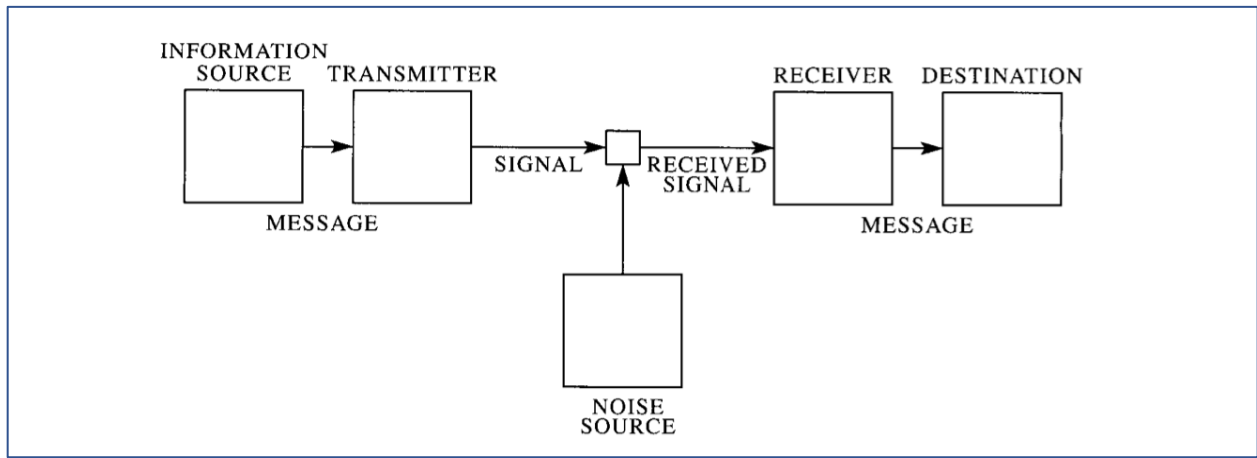 INFORMATION
SOURCE
TRANSMITTER
RECEIVER
DESTINATION
SIGNAL
RECEIVED
SIGNAL
MESSAGE
MESSAGE
NOISE
SOURCE